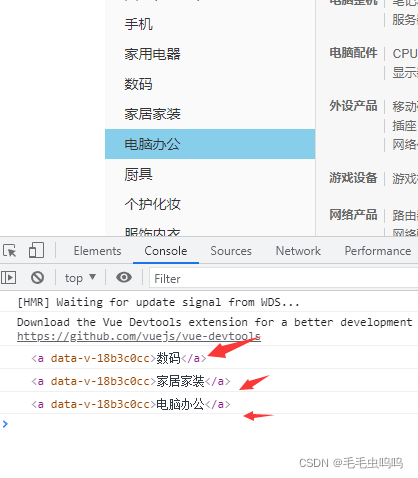 电脑整机 笔记
手机 服务
家用电器 电脑配件 CPU
数码 显示
家居家装 外设产品 移动
插座
电脑办公 网络
厨具 游戏设备 游戏
个护化妆 网络产品 路由
服饰内衣 网络
Elements Console Sources Network Performance
top Filter
[HMR] Waiting for update signal from WDS...
Download the Vue Devtools extension for a better development
https://github.com/vuejs/vue-devtools
<a data-v-18b3c0cc>数码</a>
<a data-v-18b3c0cc>家居家装</a>
<a data-v-18b3c0cc>电脑办公</a>
CSDN @毛毛虫呜呜